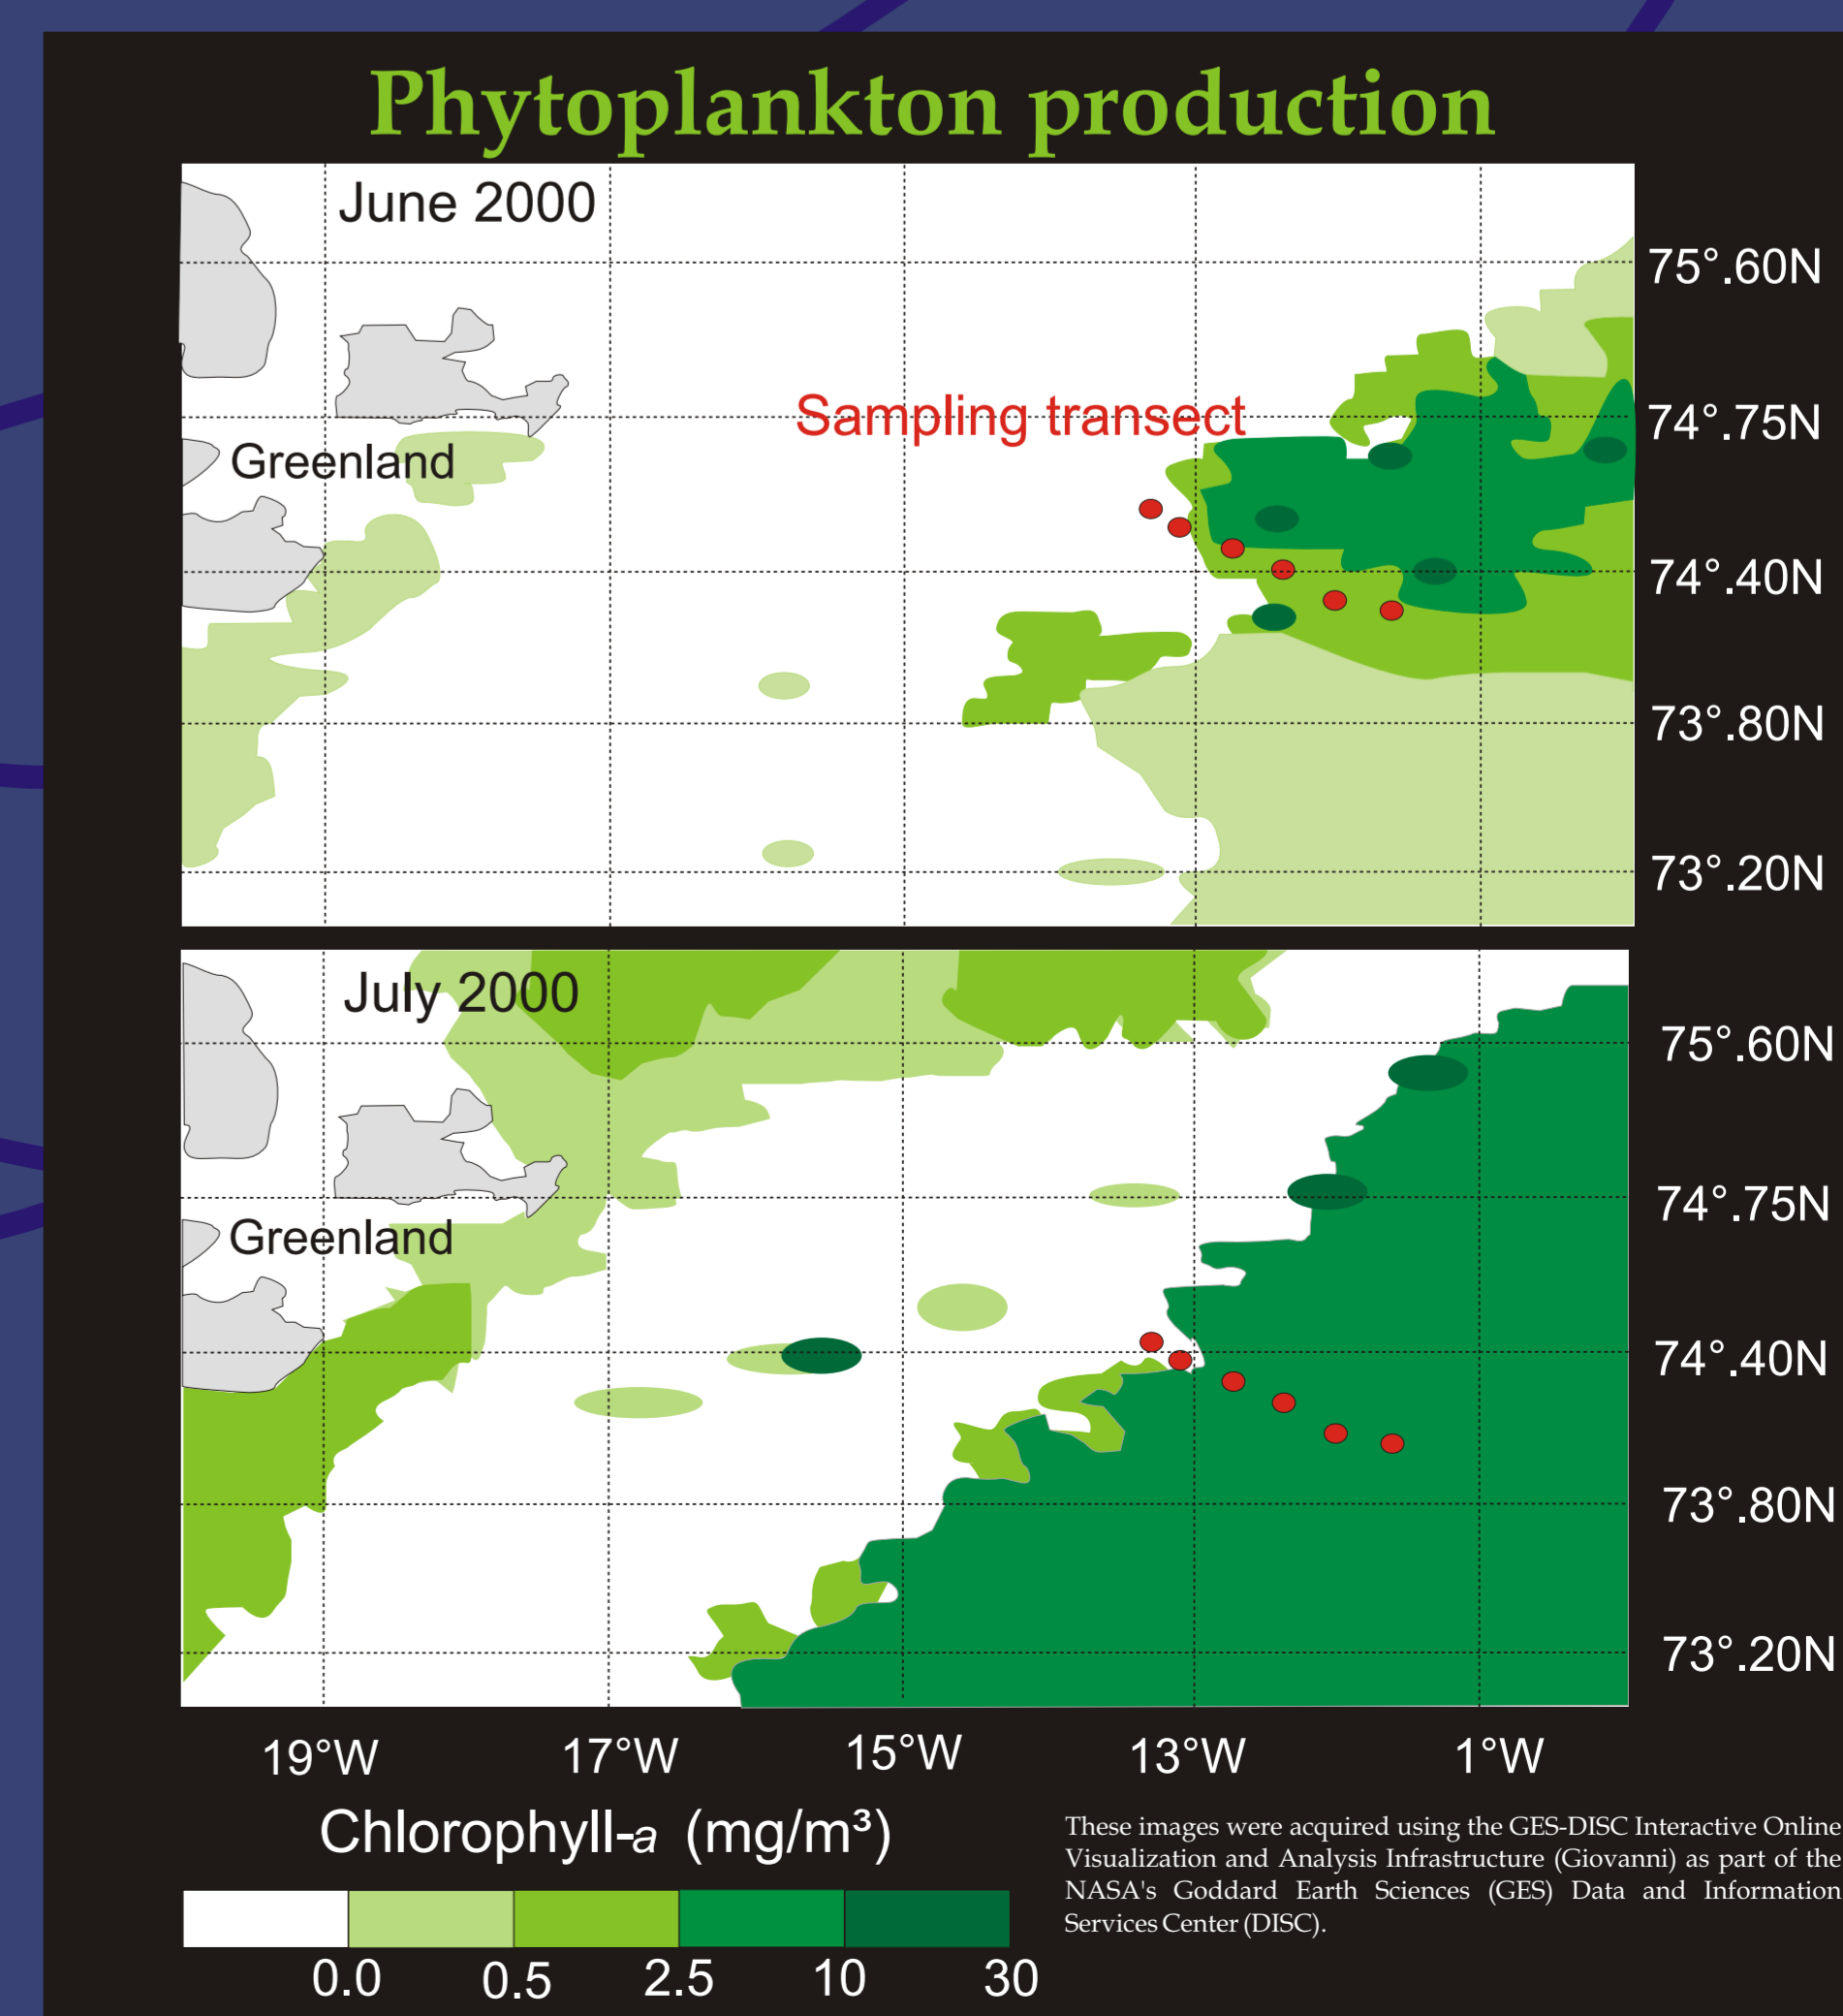 Phytoplankton production
June 2000
75°.60N
Sampling transect
74°.75N
Greenland
74°.40N
73°.80N
73°.20N
July 2000
75°.60N
74°.75N
Greenland
74°.40N
73°.80N
73°.20N
19°W 17°W 15°W 13°W 1°W
Chlorophyll-a (mg/m³)
0.0 0.5 2.5 10 30
These images were acquired using the GES-DISC Interactive Online
Visualization and Analysis Infrastructure (Giovanni) as part of the
NASA's Goddard Earth Sciences (GES) Data and Information
Services Center (DISC).